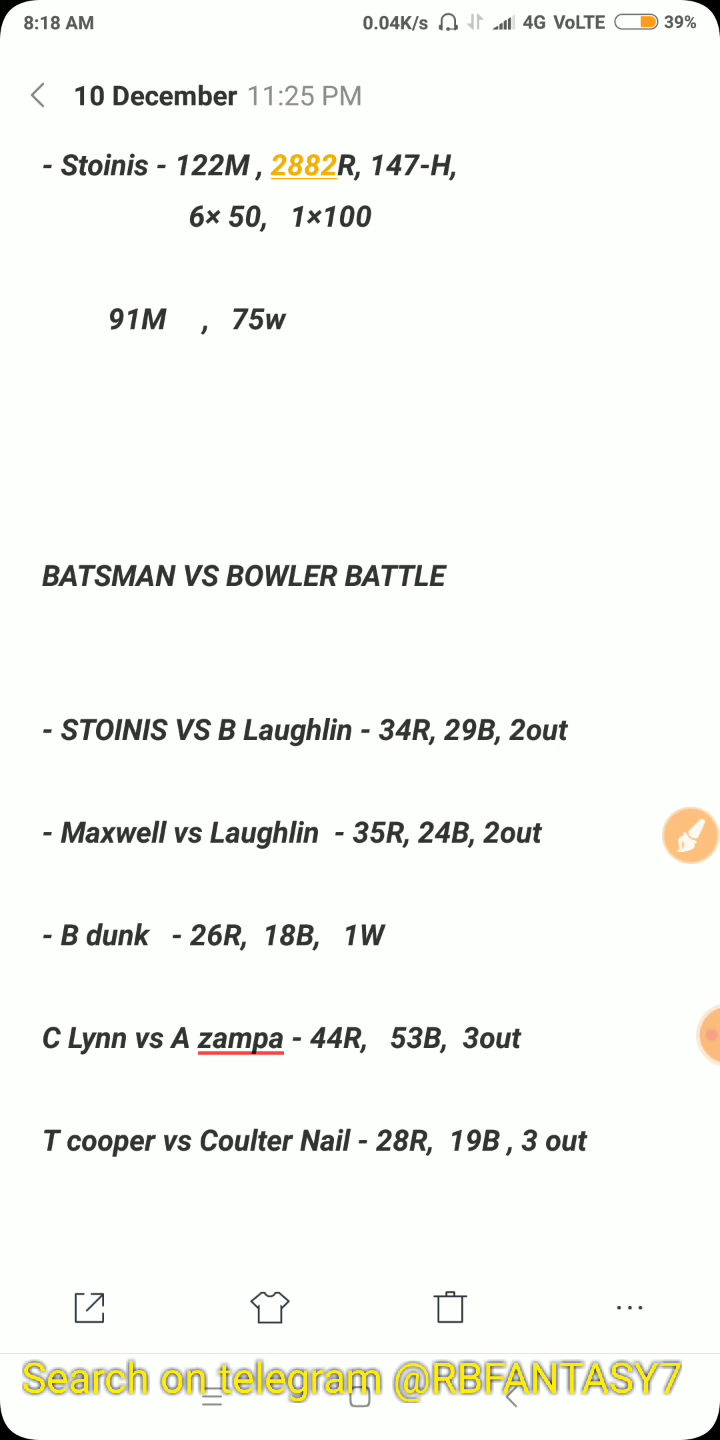 8:18 AM 0.04K/s 4G VoLTE 39%
10 December 11:25 PM
- Stoinis - 122M , 2882R, 147-H,
6× 50, 1×100
91M , 75w
BATSMAN VS BOWLER BATTLE
- STOINIS VS B Laughlin - 34R, 29B, 2out
- Maxwell vs Laughlin - 35R, 24B, 2out
- B dunk - 26R, 18B, 1W
C Lynn vs A zampa - 44R, 53B, 3out
T cooper vs Coulter Nail - 28R, 19B , 3 out
Search on telegram @RBFANTASY7